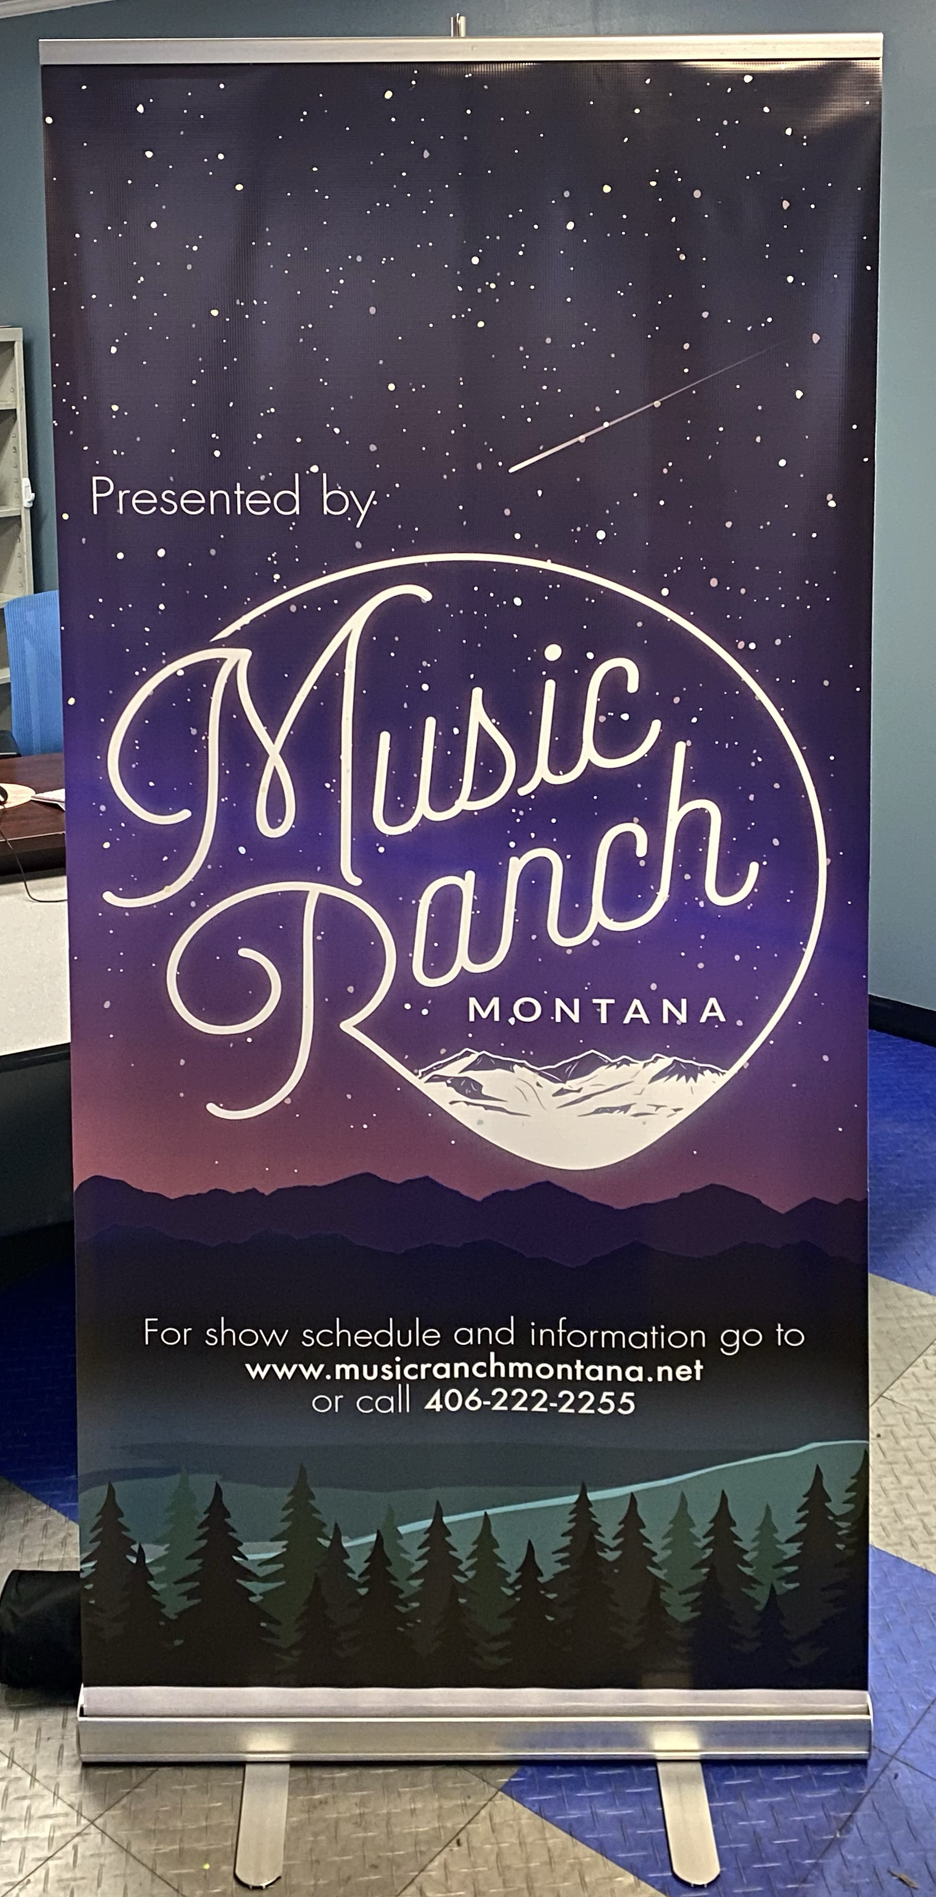 Presented by
Music
Ranch
MONTANA
For show schedule and information go to
www.musicranchmontana.net
or call 406-222-2255